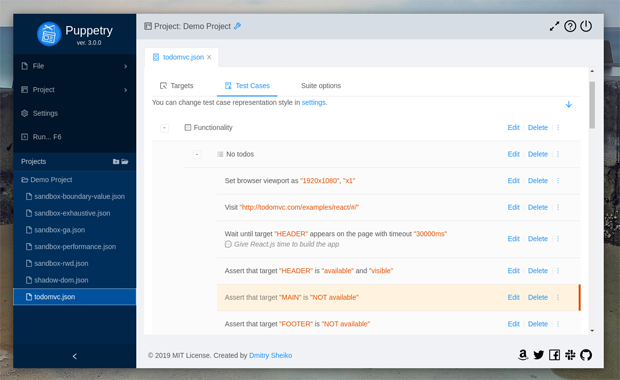 Puppetry
ver. 3.0.0
File
Project
Settings
Run... F6
Projects
Demo Project
sandbox-boundary-value.json
sandbox-exhaustive.json
sandbox-ga.json
sandbox-performance.json
sandbox-rwd.json
shadow-dom.json
todomvc.json
Project: Demo Project
todomvc.json
Targets Test Cases Suite options
You can change test case representation style in settings.
Functionality Edit Delete
No todos Edit Delete
Set browser viewport as "1920x1080", "x1" Edit Delete
Visit "http://todomvc.com/examples/react/#/" Edit Delete
Wait until target "HEADER" appears on the page with timeout "30000ms" Edit Delete
Give React.js time to build the app
Assert that target "HEADER" is "available" and "visible" Edit Delete
Assert that target "MAIN" is "NOT available" Edit Delete
Assert that target "FOOTER" is "NOT available" Edit Delete
© 2019 MIT License. Created by Dmitry Sheiko